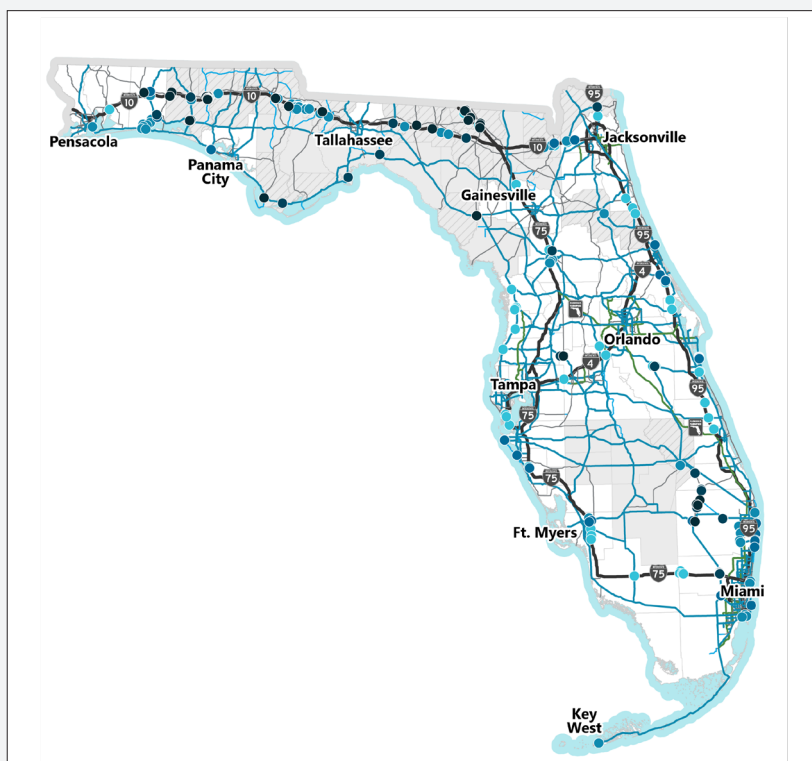 95
10
10
Pensacola
Tallahassee
10
Jacksonville
Panama
City
Gainesville
75
95
4
Orlando
4
Tampa
95
75
75
Ft. Myers
95
75
Miami
Key
West